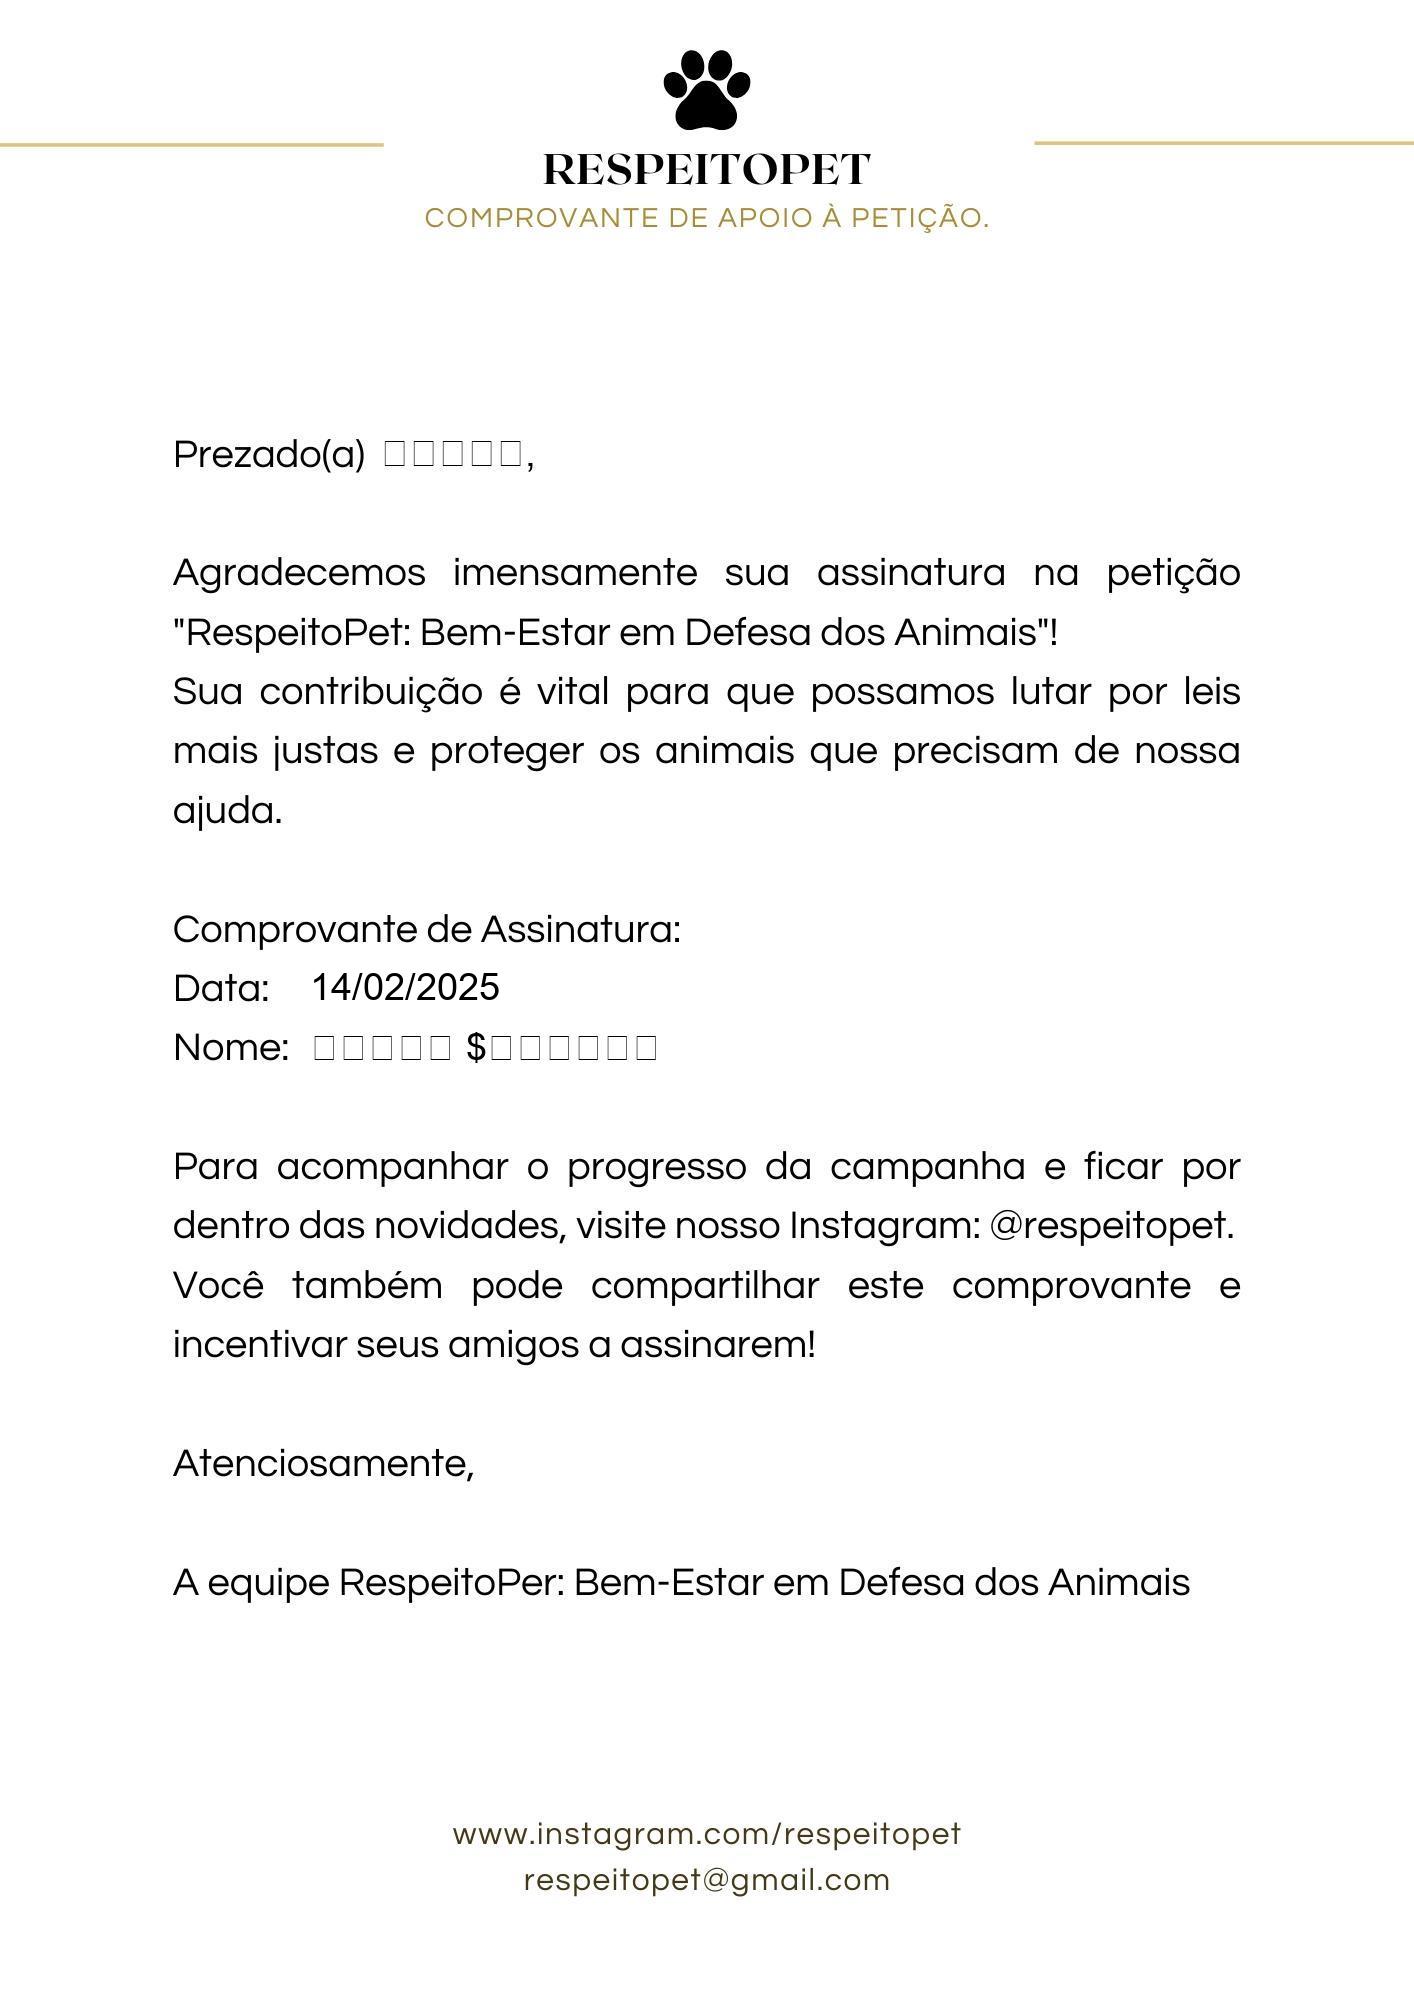 RESPEITOPET
COMPROVANTE DE APOIO À PETIÇÃO.
Prezado(a) ,
Agradecemos imensamente sua assinatura na petição
"RespeitoPet: Bem-Estar em Defesa dos Animais"!
Sua contribuição é vital para que possamos lutar por leis
mais justas e proteger os animais que precisam de nossa
ajuda.
Comprovante de Assinatura:
Data: 14/02/2025
Nome: $
Para acompanhar o progresso da campanha e ficar por
dentro das novidades, visite nosso Instagram: @respeitopet.
Você também pode compartilhar este comprovante e
incentivar seus amigos a assinarem!
Atenciosamente,
A equipe RespeitoPer: Bem-Estar em Defesa dos Animais
www.instagram.com/respeitopet
respeitopet@gmail.com